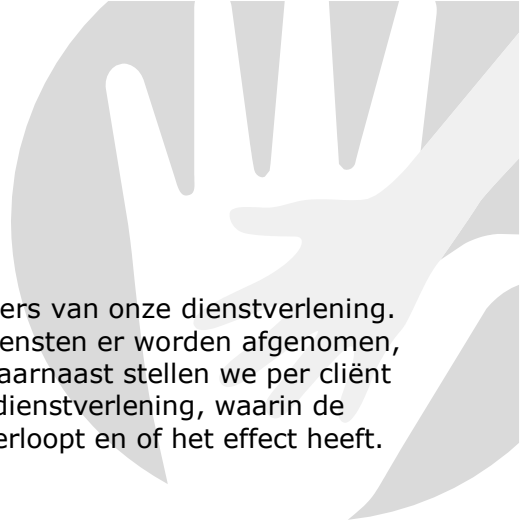 ers van onze dienstverlening.
ensten er worden afgenomen,
aarnaast stellen we per cliënt
dienstverlening, waarin de
erloopt en of het effect heeft.